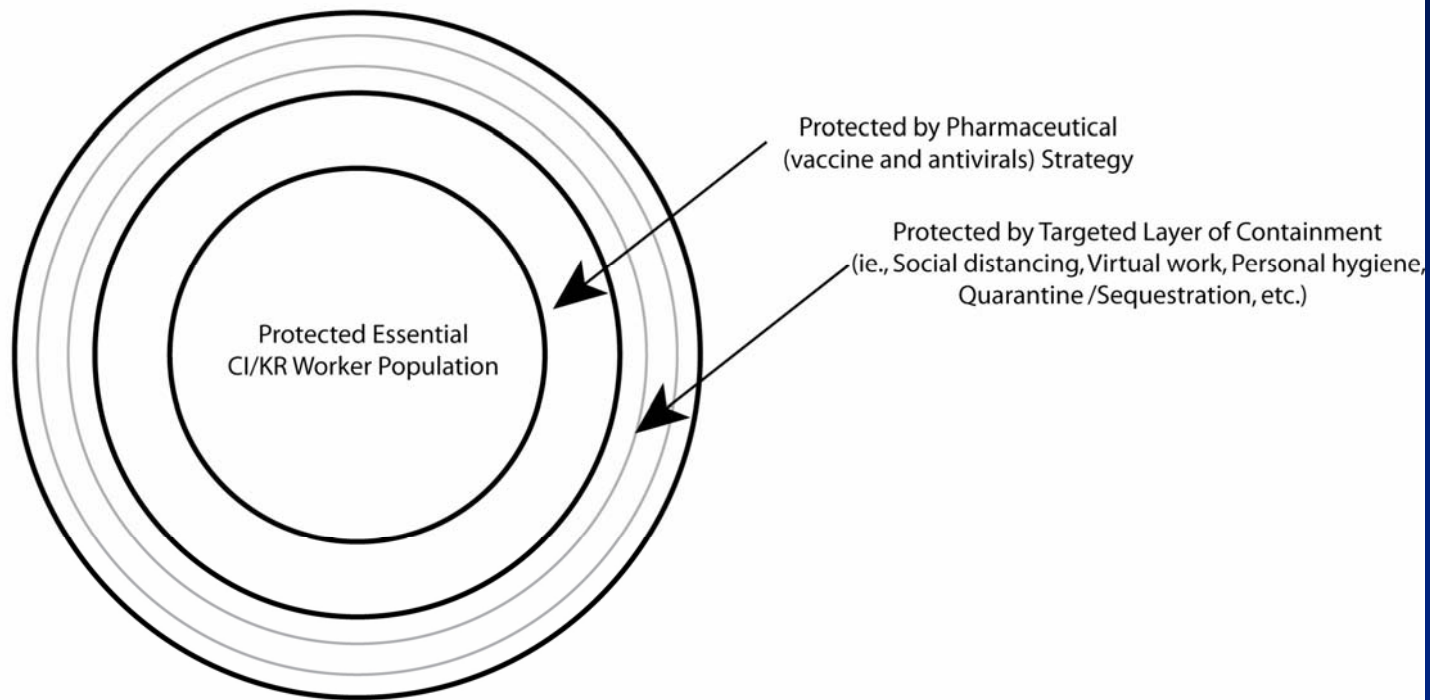 Protected by Pharmaceutical
(vaccine and antivirals) Strategy
Protected by Targeted Layer of Containment
(ie., Social distancing, Virtual work, Personal hygiene,
Quarantine/Sequestration, etc.)
Protected Essential
CI/KR Worker Population